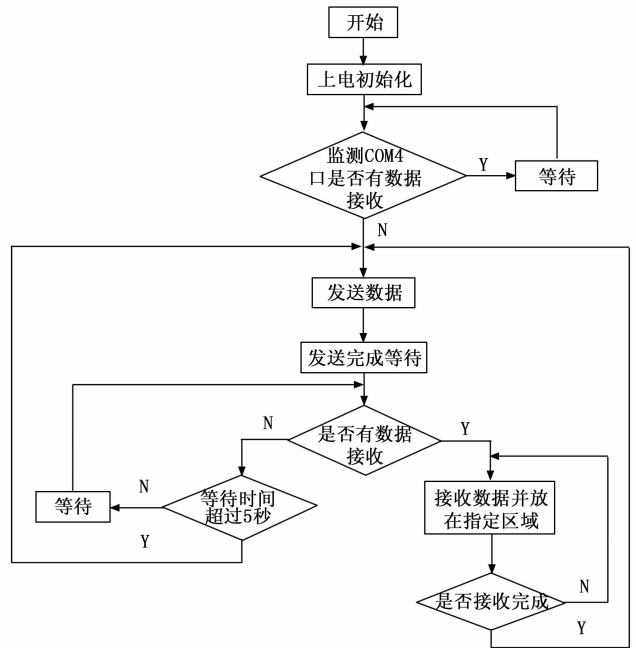 开始
上电初始化
监测COM4
口是否有数据
接收
Y
等待
N
发送数据
发送完成等待
是否有数据
接收
N
Y
等待时间
超过5秒
N
等待
Y
接收数据并放
在指定区域
是否接收完成
N
Y